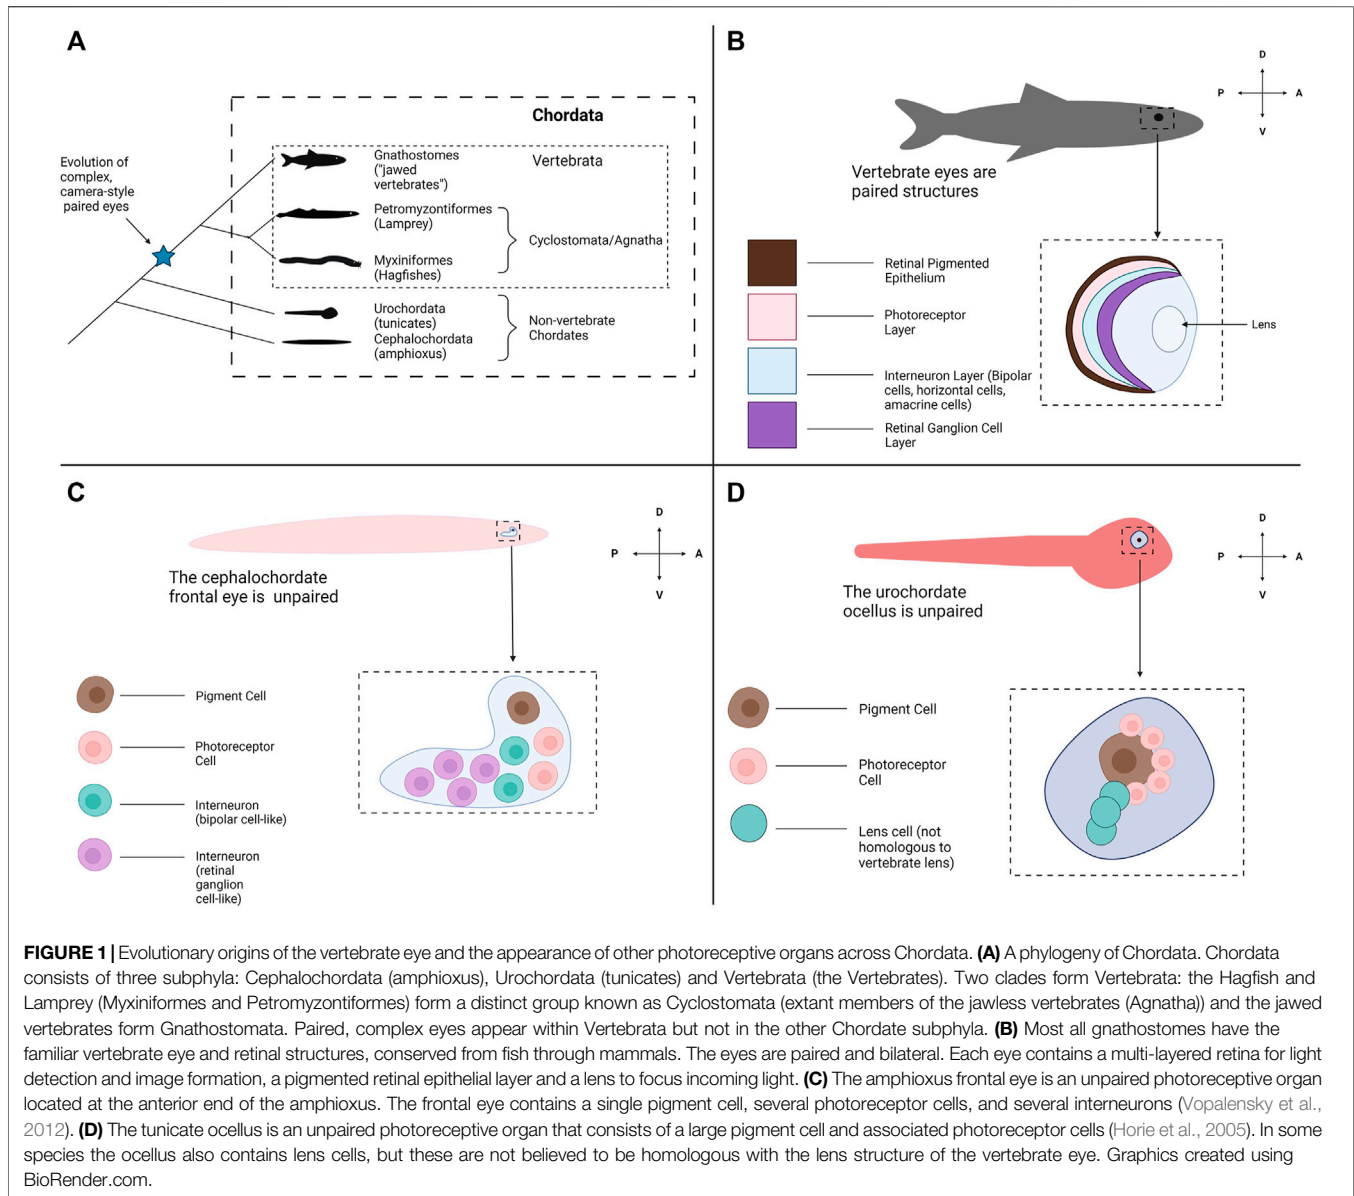 A
Chordata
Evolution of
complex,
camera-style
paired eyes
Gnathostomes
("jawed
vertebrates")
Vertebrata
Petromyzontiformes
(Lamprey)
Cyclostomata/Agnatha
Myxiniformes
(Hagfishes)
Urochordata
(tunicates)
Non-vertebrate
Chordates
Cephalochordata
(amphioxus)
B
D
P
A
V
Vertebrate eyes are
paired structures
Retinal Pigmented
Epithelium
Photoreceptor
Layer
Lens
Interneuron Layer (Bipolar
cells, horizontal cells,
amacrine cells)
Retinal Ganglion Cell
Layer
C
D
P
A
V
The cephalochordate
frontal eye is unpaired
Pigment Cell
Photoreceptor
Cell
Interneuron
(bipolar cell-like)
Interneuron
(retinal
ganglion
cell-like)
D
D
P
A
V
The urochordate
ocellus is unpaired
Pigment Cell
Photoreceptor
Cell
Lens cell (not
homologous to
vertebrate lens)
FIGURE 1 | Evolutionary origins of the vertebrate eye and the appearance of other photoreceptive organs across Chordata. (A) A phylogeny of Chordata. Chordata
consists of three subphyla: Cephalochordata (amphioxus), Urochordata (tunicates) and Vertebrata (the Vertebrates). Two clades form Vertebrata: the Hagfish and
Lamprey (Myxiniformes and Petromyzontiformes) form a distinct group known as Cyclostomata (extant members of the jawless vertebrates (Agnatha)) and the jawed
vertebrates form Gnathostomata. Paired, complex eyes appear within Vertebrata but not in the other Chordate subphyla. (B) Most all gnathostomes have the
familiar vertebrate eye and retinal structures, conserved from fish through mammals. The eyes are paired and bilateral. Each eye contains a multi-layered retina for light
detection and image formation, a pigmented retinal epithelial layer and a lens to focus incoming light. (C) The amphioxus frontal eye is an unpaired photoreceptive organ
located at the anterior end of the amphioxus. The frontal eye contains a single pigment cell, several photoreceptor cells, and several interneurons (Vopalensky et al.,
2012). (D) The tunicate ocellus is an unpaired photoreceptive organ that consists of a large pigment cell and associated photoreceptor cells (Horie et al., 2005). In some
species the ocellus also contains lens cells, but these are not believed to be homologous with the lens structure of the vertebrate eye. Graphics created using
BioRender.com.